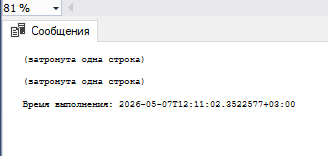 81 %
Сообщения
(затронута одна строка)
(затронута одна строка)
Время выполнения: 2026-05-07T12:11:02.3522577+03:00